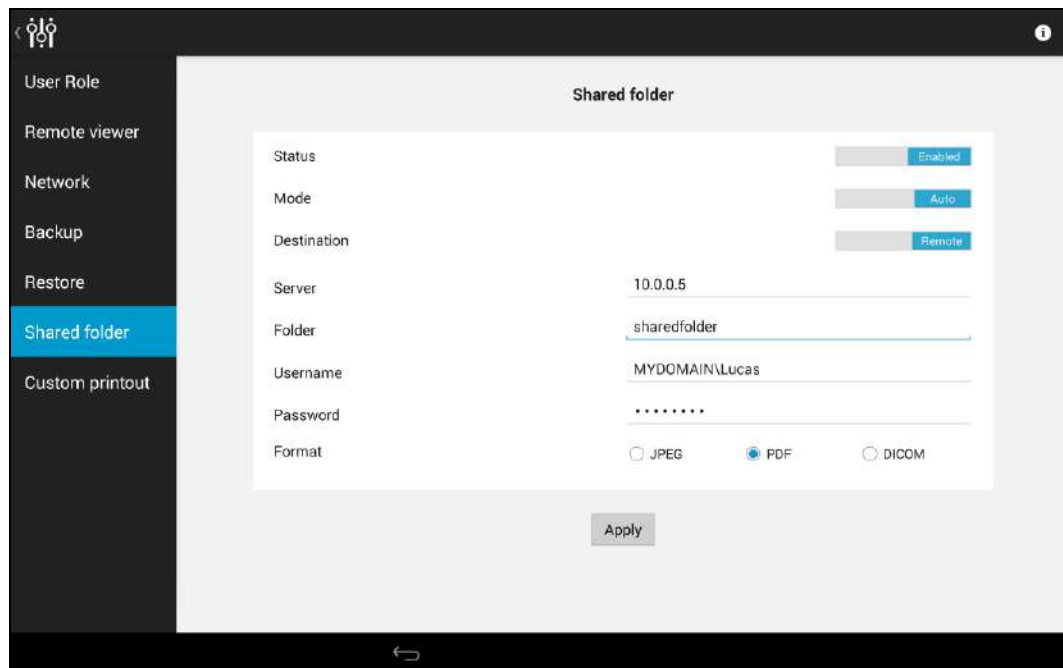 User Role
Remote viewer
Network
Backup
Restore
Shared folder
Custom printout
Shared folder
Status Enabled
Mode Auto
Destination Remote
Server 10.0.0.5
Folder sharedfolder
Username MYDOMAIN\Lucas
Password ••••••••
Format JPEG PDF DICOM
Apply